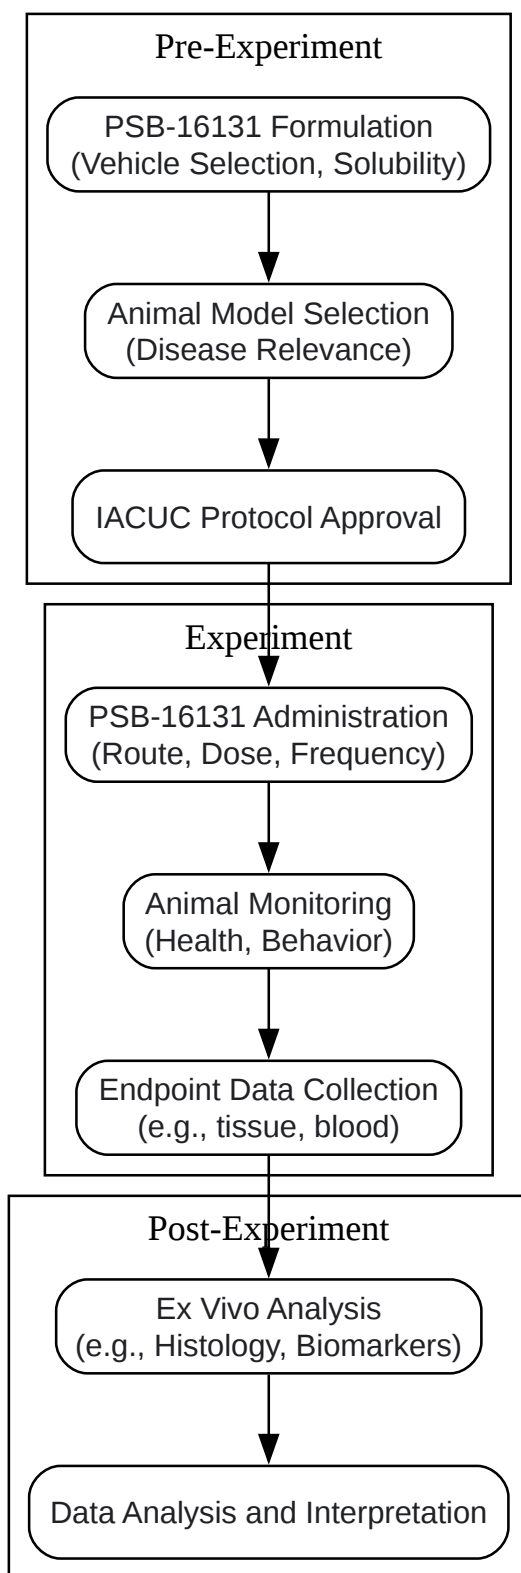 Pre-Experiment
PSB-16131 Formulation
(Vehicle Selection, Solubility)
Animal Model Selection
(Disease Relevance)
IACUC Protocol Approval
Experiment
PSB-16131 Administration
(Route, Dose, Frequency)
Animal Monitoring
(Health, Behavior)
Endpoint Data Collection
(e.g., tissue, blood)
Post-Experiment
Ex Vivo Analysis
(e.g., Histology, Biomarkers)
Data Analysis and Interpretation